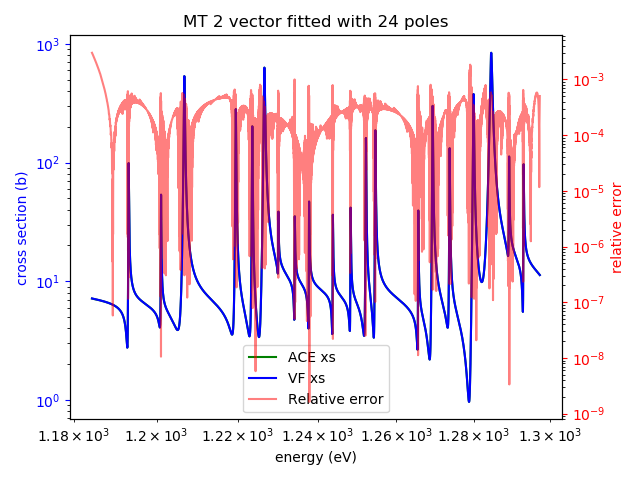 MT 2 vector fitted with 24 poles
10³
10²
10¹
10⁰
cross section (b)
10⁻³
10⁻⁴
10⁻⁵
10⁻⁶
10⁻⁷
10⁻⁸
10⁻⁹
relative error
ACE xs
VF xs
Relative error
1.18 × 10³ 1.2 × 10³ 1.22 × 10³ 1.24 × 10³ 1.26 × 10³ 1.28 × 10³ 1.3 × 10³
energy (eV)